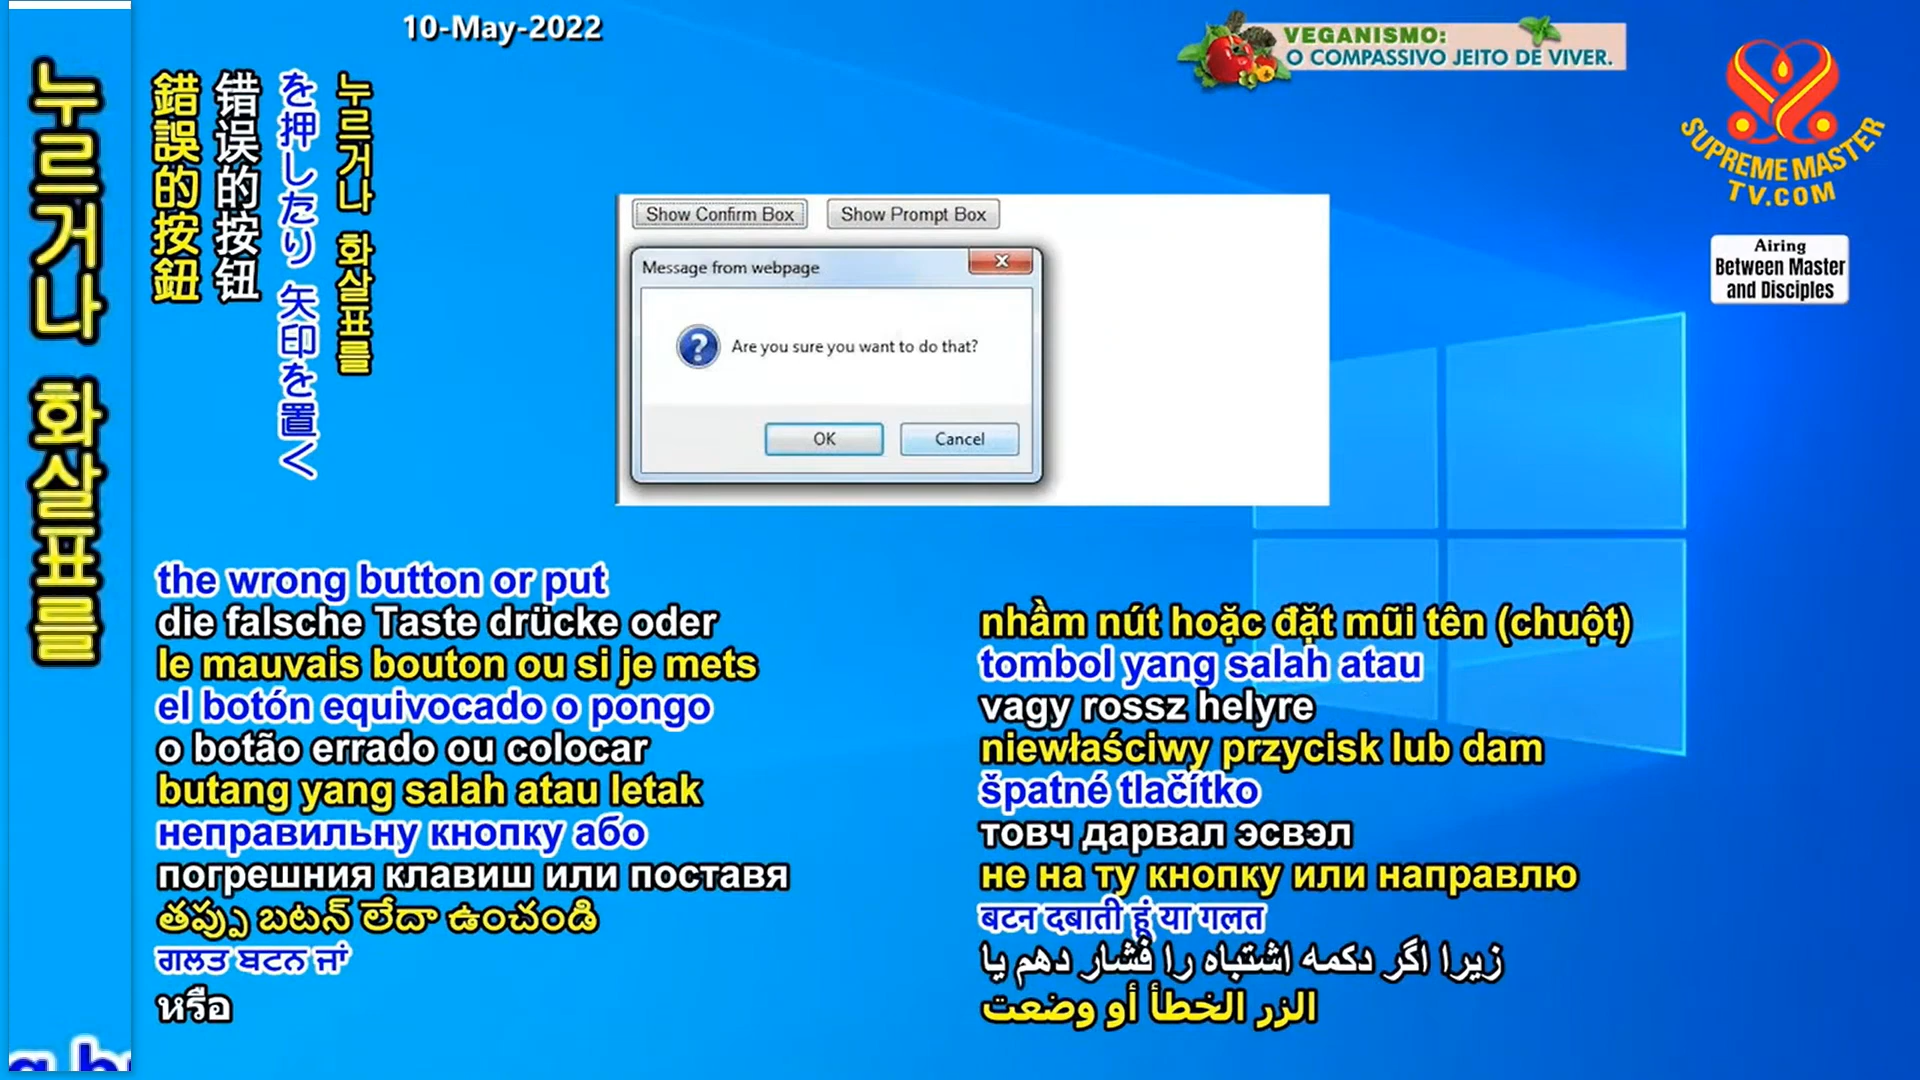 누르거나 화살표를
10-May-2022
錯誤的按鈕
错误的按钮
を押したり 矢印を置く
누르거나 화살표를
VEGANISMO:
O COMPASSIVO JEITO DE VIVER.
SUPREME MASTER
TV.COM
Airing
Between Master
and Disciples
Show Confirm Box
Show Prompt Box
Message from webpage
Are you sure you want to do that?
OK
Cancel
the wrong button or put
die falsche Taste drücke oder
le mauvais bouton ou si je mets
el botón equivocado o pongo
o botão errado ou colocar
butang yang salah atau letak
неправильну кнопку або
погрешния клавиш или поставя
తప్పు బటన్ లేదా ఉంచండి
ਗਲਤ ਬਟਨ ਜਾਂ
หรือ
nhầm nút hoặc đặt mũi tên (chuột)
tombol yang salah atau
vagy rossz helyre
niewłaściwy przycisk lub dam
špatné tlačítko
товч дарвал эсвэл
не на ту кнопку или направлю
बटन दबाती हूं या गलत
زیرا اگر دکمه اشتباه را فشار دهم یا
الزر الخطأ أو وضعت